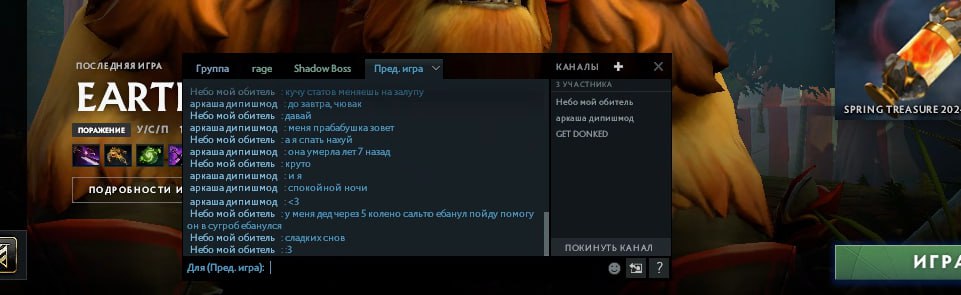 ПОСЛЕДНЯЯ ИГРА
EARTH
ПОРАЖЕНИЕ У/С/П 1
ПОДРОБНОСТИ И
Группа rage Shadow Boss Пред. игра
Небо мой обитель : кучу статов меняешь на залупу
аркаша дипишмод : до завтра, чювак
Небо мой обитель : давай
аркаша дипишмод : меня прабабушка зовет
Небо мой обитель : а я спать нахуй
аркаша дипишмод : она умерла лет 7 назад
Небо мой обитель : круто
аркаша дипишмод : и я
аркаша дипишмод : спокойной ночи
аркаша дипишмод : <3
Небо мой обитель : у меня дед через 5 колено сальто ебанул пойду помогу
он в сугроб ебанулся
Небо мой обитель : сладких снов
Небо мой обитель : :3
Для (Пред. игра):
?
КАНАЛЫ
3 УЧАСТНИКА
Небо мой обитель
аркаша дипишмод
GET DONKED
ПОКИНУТЬ КАНАЛ
SPRING TREASURE 202
ИГРА